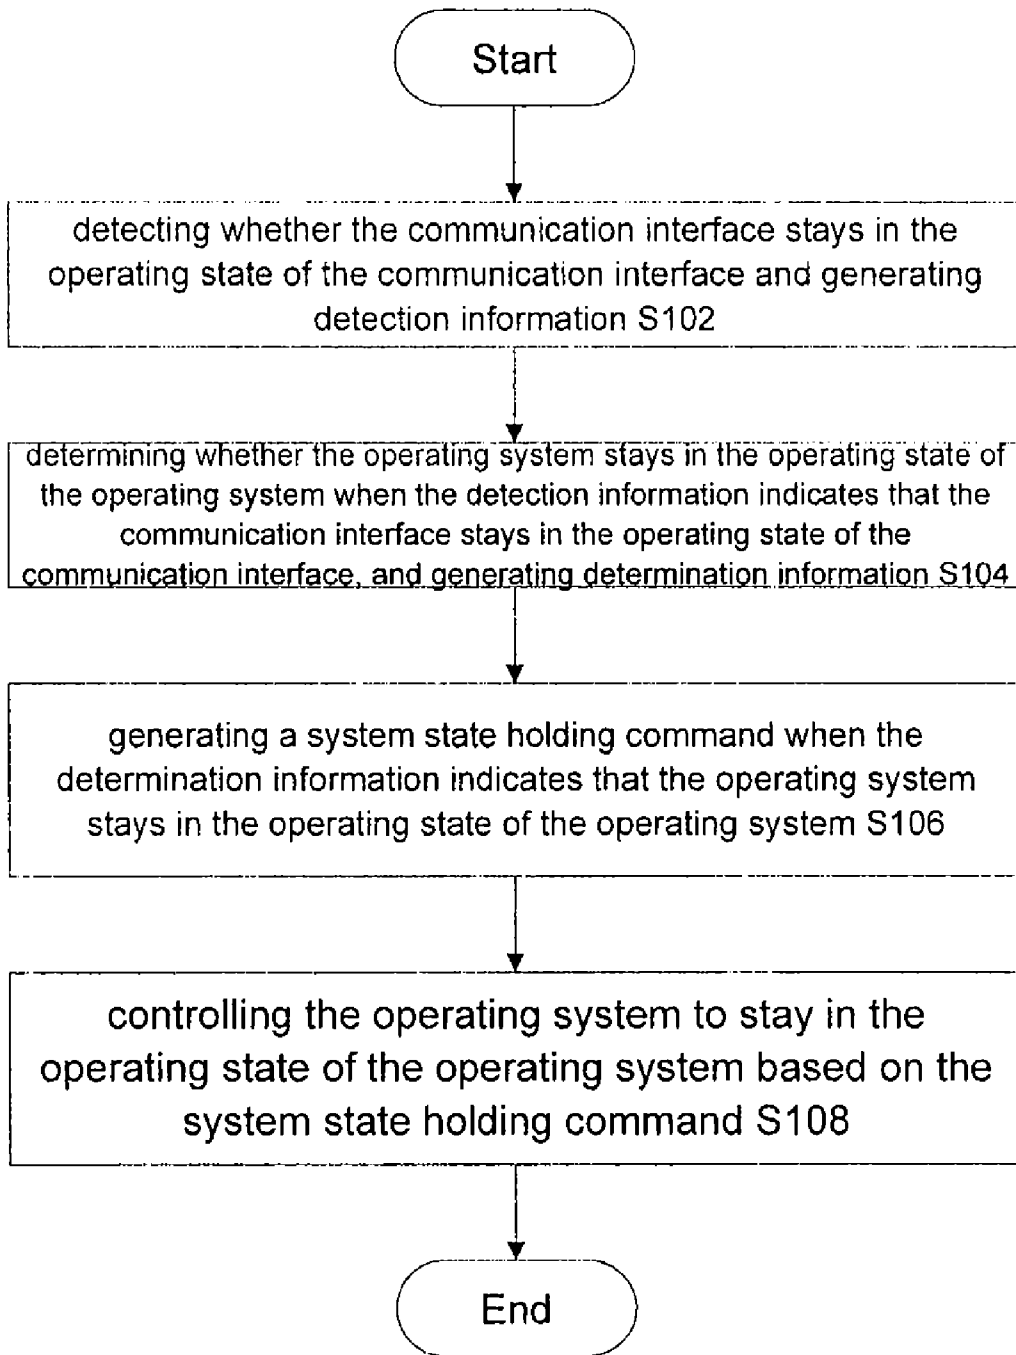 Start
detecting whether the communication interface stays in the
operating state of the communication interface and generating
detection information S102
determining whether the operating system stays in the operating state of
the operating system when the detection information indicates that the
communication interface stays in the operating state of the
communication interface, and generating determination information S104
generating a system state holding command when the
determination information indicates that the operating system
stays in the operating state of the operating system S106
controlling the operating system to stay in the
operating state of the operating system based on the
system state holding command S108
End